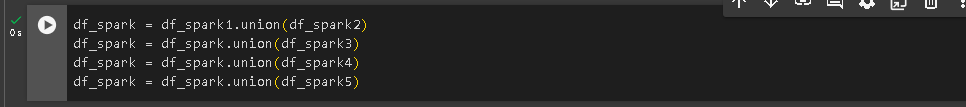 df_spark = df_spark1.union(df_spark2)
df_spark = df_spark.union(df_spark3)
df_spark = df_spark.union(df_spark4)
df_spark = df_spark.union(df_spark5)
0s